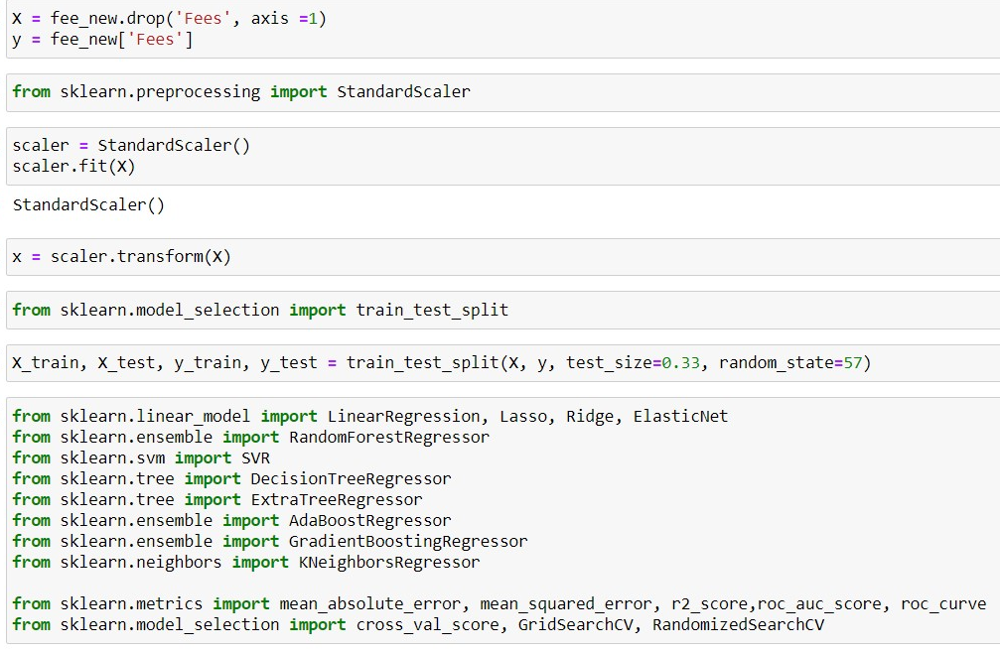 X = fee_new.drop('Fees', axis =1)
y = fee_new['Fees']
from sklearn.preprocessing import StandardScaler
scaler = StandardScaler()
scaler.fit(X)
StandardScaler()
x = scaler.transform(X)
from sklearn.model_selection import train_test_split
X_train, X_test, y_train, y_test = train_test_split(X, y, test_size=0.33, random_state=57)
from sklearn.linear_model import LinearRegression, Lasso, Ridge, ElasticNet
from sklearn.ensemble import RandomForestRegressor
from sklearn.svm import SVR
from sklearn.tree import DecisionTreeRegressor
from sklearn.tree import ExtraTreeRegressor
from sklearn.ensemble import AdaBoostRegressor
from sklearn.ensemble import GradientBoostingRegressor
from sklearn.neighbors import KNeighborsRegressor
from sklearn.metrics import mean_absolute_error, mean_squared_error, r2_score,roc_auc_score, roc_curve
from sklearn.model_selection import cross_val_score, GridSearchCV, RandomizedSearchCV